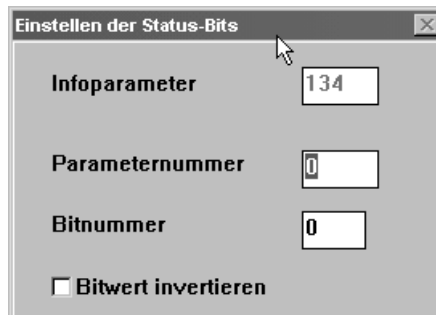 Einstellen der Status-Bits
Infoparameter 134
Parameternummer 0
Bitnummer 0
Bitwert invertieren